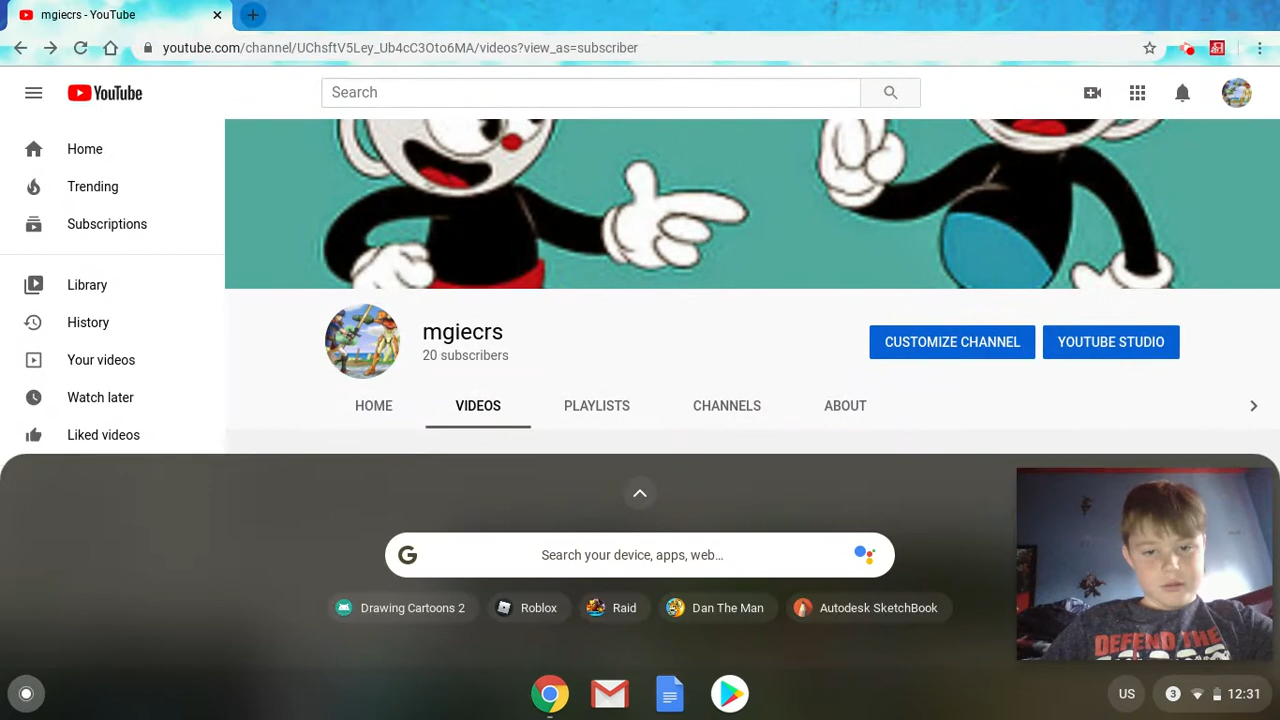 mgiecrs - YouTube
youtube.com/channel/UChsftV5Ley_Ub4cC3Oto6MA/videos?view_as=subscriber
YouTube
Search
Home
Trending
Subscriptions
Library
History
Your videos
Watch later
Liked videos
mgiecrs
20 subscribers
CUSTOMIZE CHANNEL
YOUTUBE STUDIO
HOME
VIDEOS
PLAYLISTS
CHANNELS
ABOUT
G
Search your device, apps, web...
Drawing Cartoons 2
Roblox
Raid
Dan The Man
Autodesk SketchBook
DEFEND THE
US
3
12:31